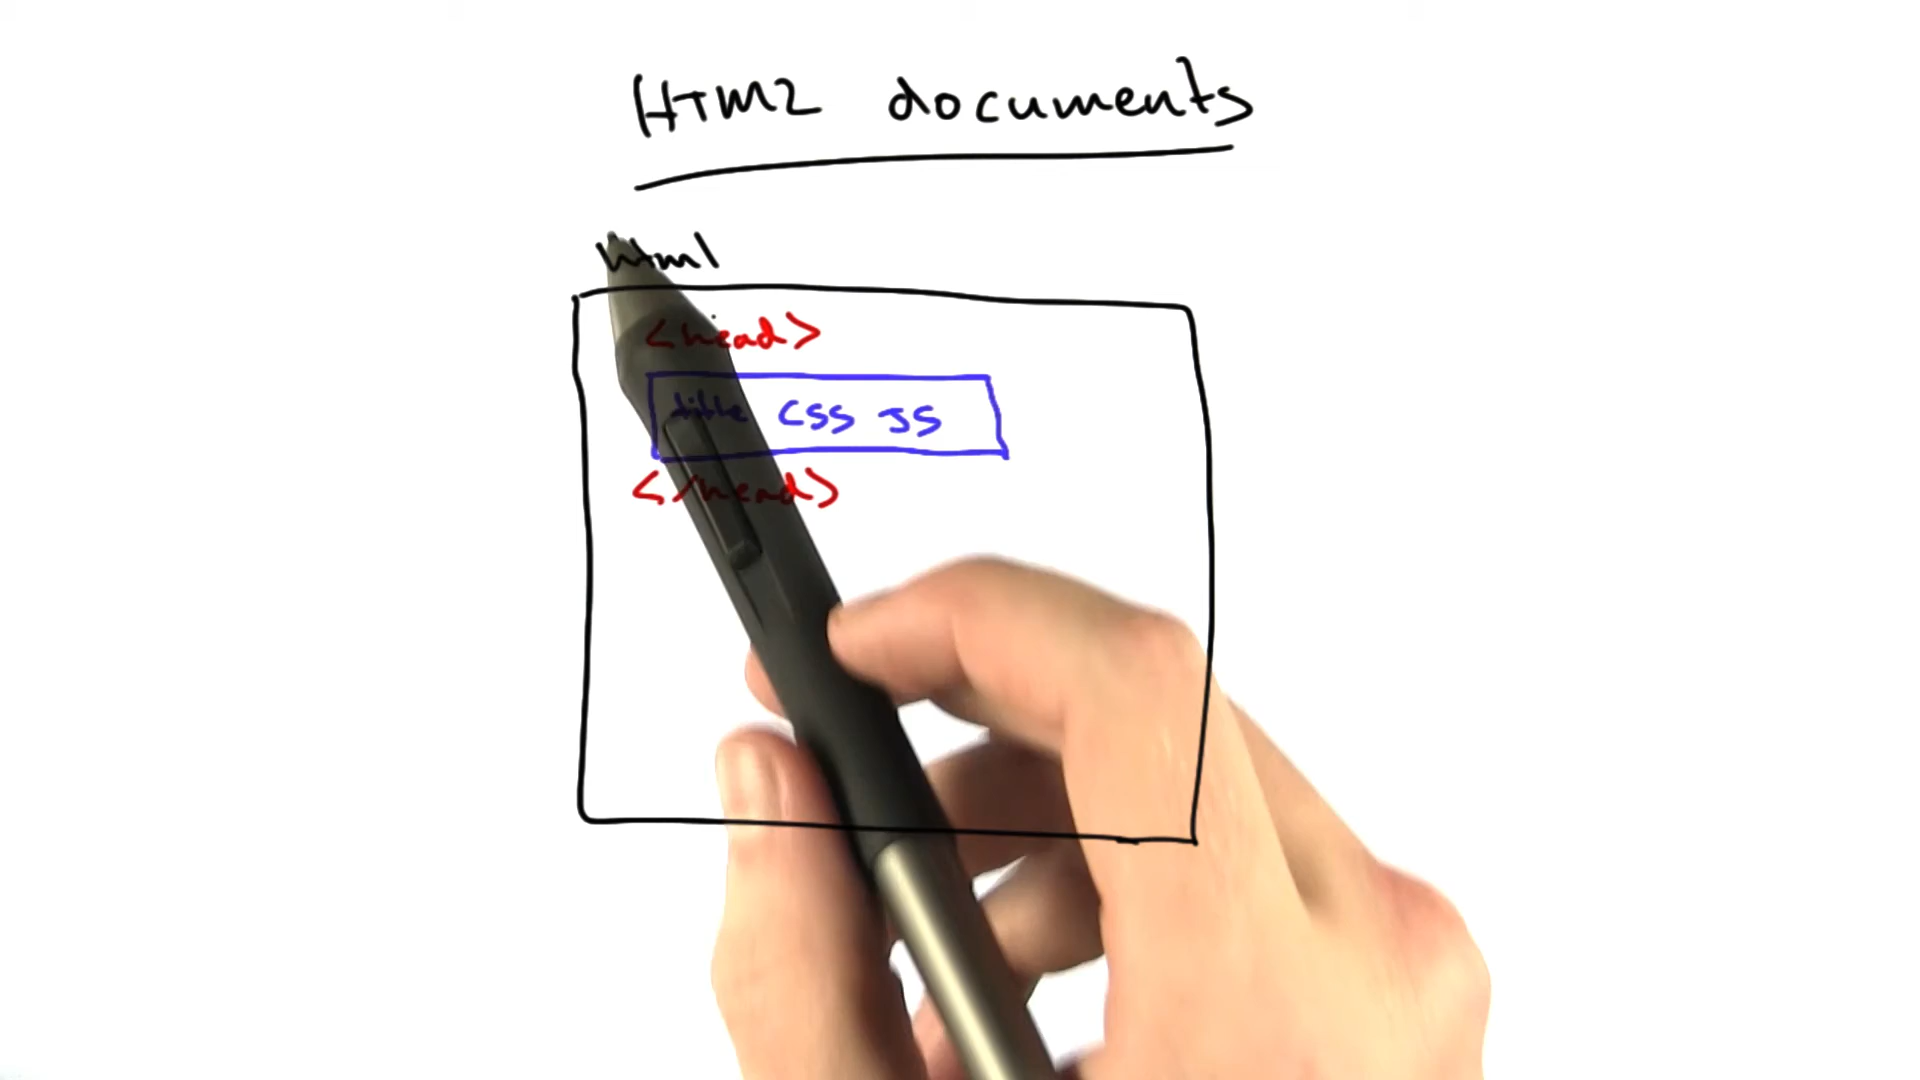 HTML documents
html
<head>
title CSS JS
</head>